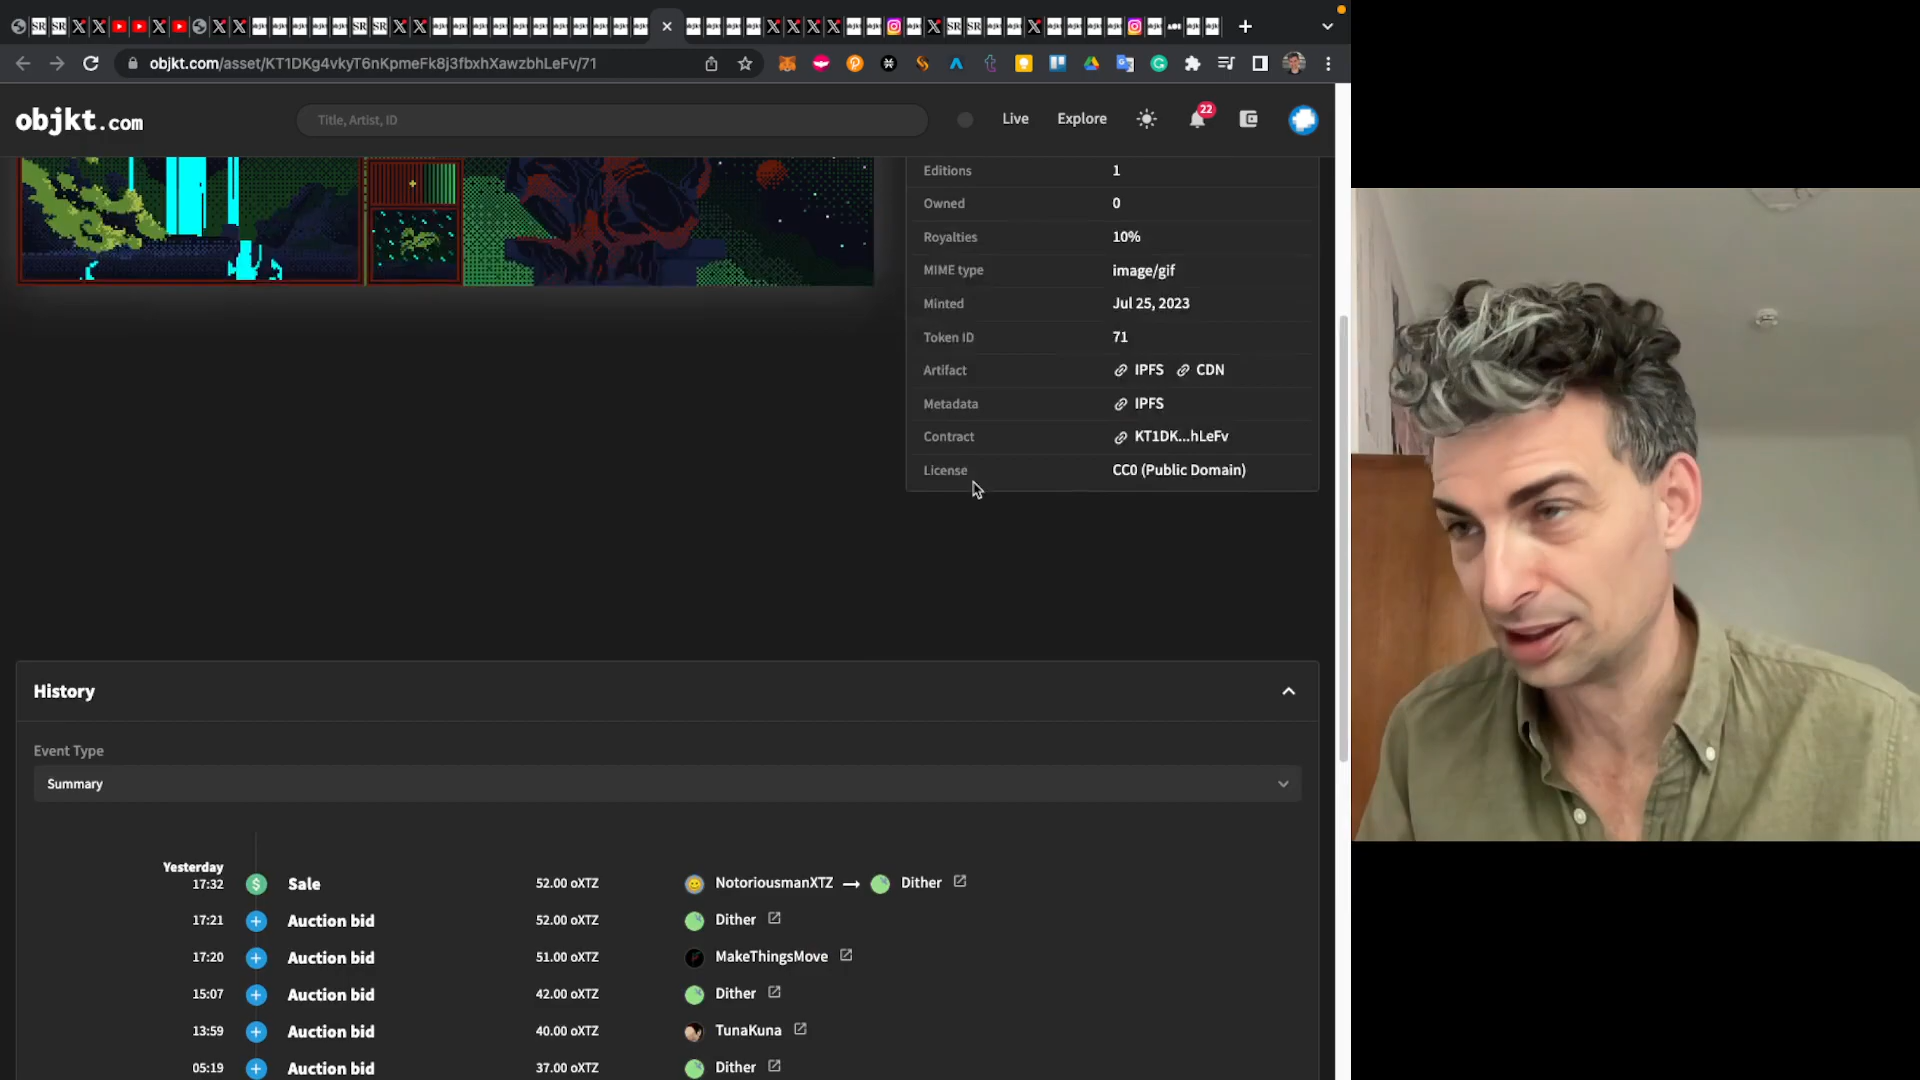 objkt.com/asset/KT1DKg4vkyT6nKpmeFk8j3fbxhXawzbhLeFv/71
objkt.com
Title, Artist, ID
Live
Explore
22
Editions 1
Owned 0
Royalties 10%
MIME type image/gif
Minted Jul 25, 2023
Token ID 71
Artifact IPFS CDN
Metadata IPFS
Contract KT1DK...hLeFv
License CC0 (Public Domain)
History
Event Type
Summary
Yesterday
17:32 Sale 52.00 oXTZ NotoriousmanXTZ → Dither
17:21 Auction bid 52.00 oXTZ Dither
17:20 Auction bid 51.00 oXTZ MakeThingsMove
15:07 Auction bid 42.00 oXTZ Dither
13:59 Auction bid 40.00 oXTZ TunaKuna
05:19 Auction bid 37.00 oXTZ Dither